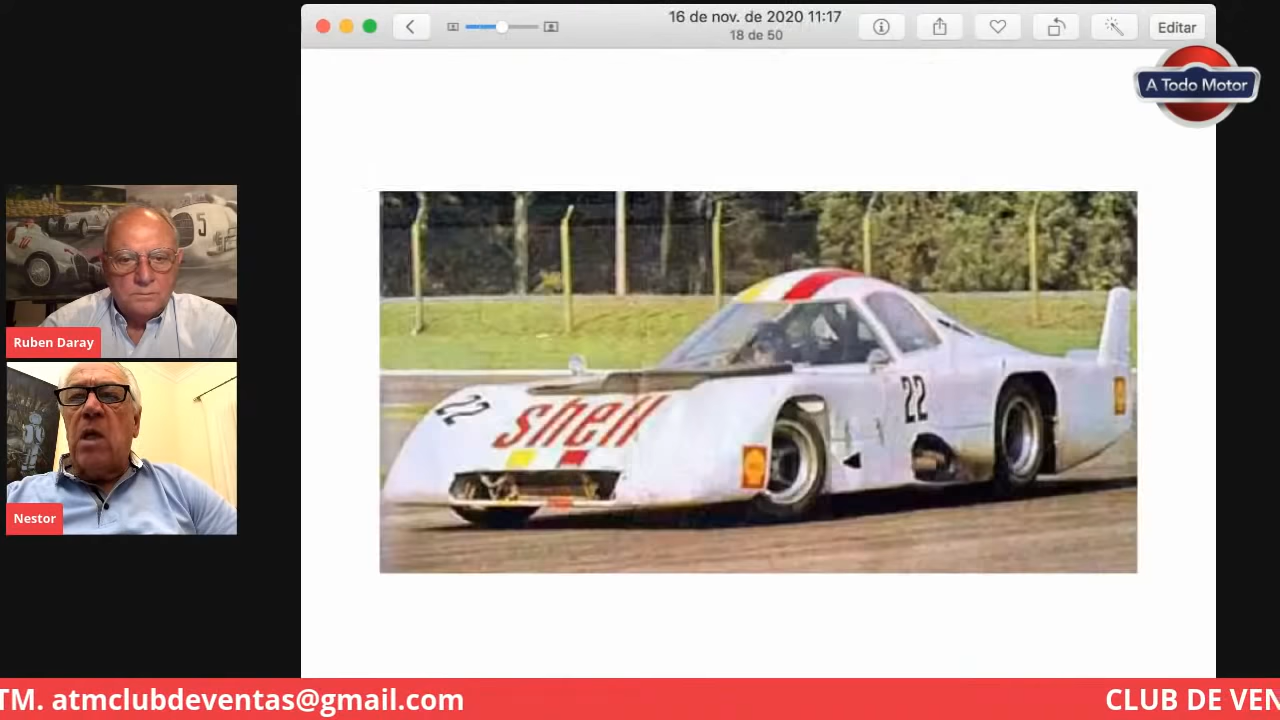 16 de nov. de 2020 11:17
18 de 50
Editar
A Todo Motor
5
Ruben Daray
Nestor
22
shell
22
TM. atmclubdeventas@gmail.com
CLUB DE VEN